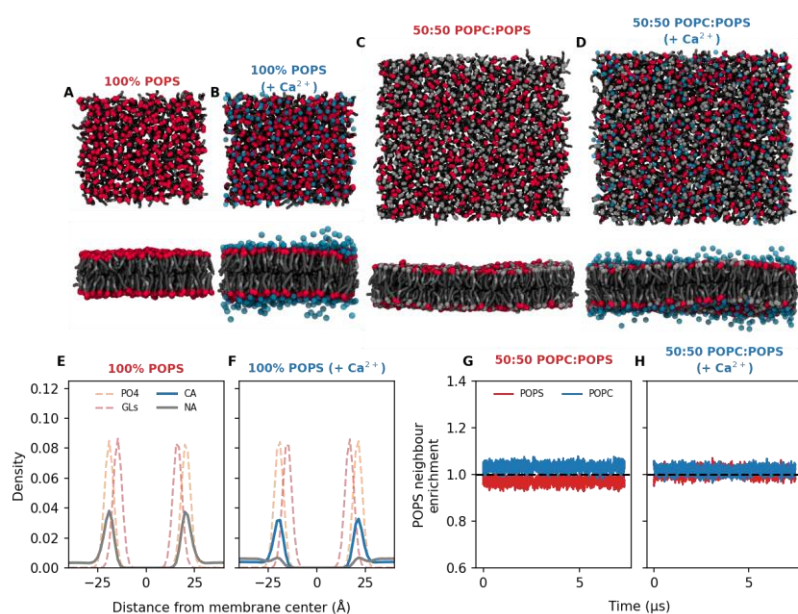 A
100% POPS
B
100% POPS
(+ Ca²⁺)
C
50:50 POPC:POPS
D
50:50 POPC:POPS
(+ Ca²⁺)
E
100% POPS
F
100% POPS (+ Ca²⁺)
G
50:50 POPC:POPS
H
50:50 POPC:POPS
(+ Ca²⁺)
PO4
GLs
CA
NA
Density
0.12
0.10
0.08
0.06
0.04
0.02
0.00
−25
0
25
−25
0
25
Distance from membrane center (Å)
POPS neighbour
enrichment
1.4
1.2
1.0
0.8
0.6
POPS
POPC
0
5
0
5
Time (µs)